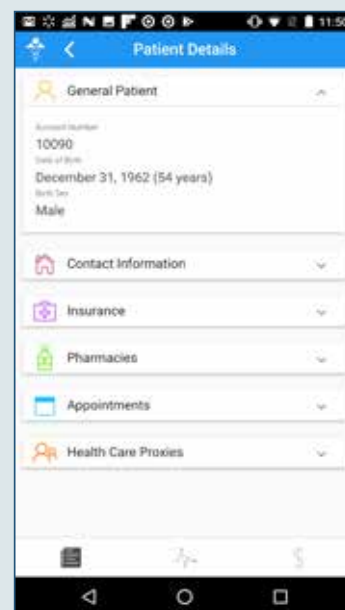 11:50
Patient Details
General Patient
Account Number
10090
Date of Birth
December 31, 1962 (54 years)
Birth Sex
Male
Contact Information
Insurance
Pharmacies
Appointments
Health Care Proxies